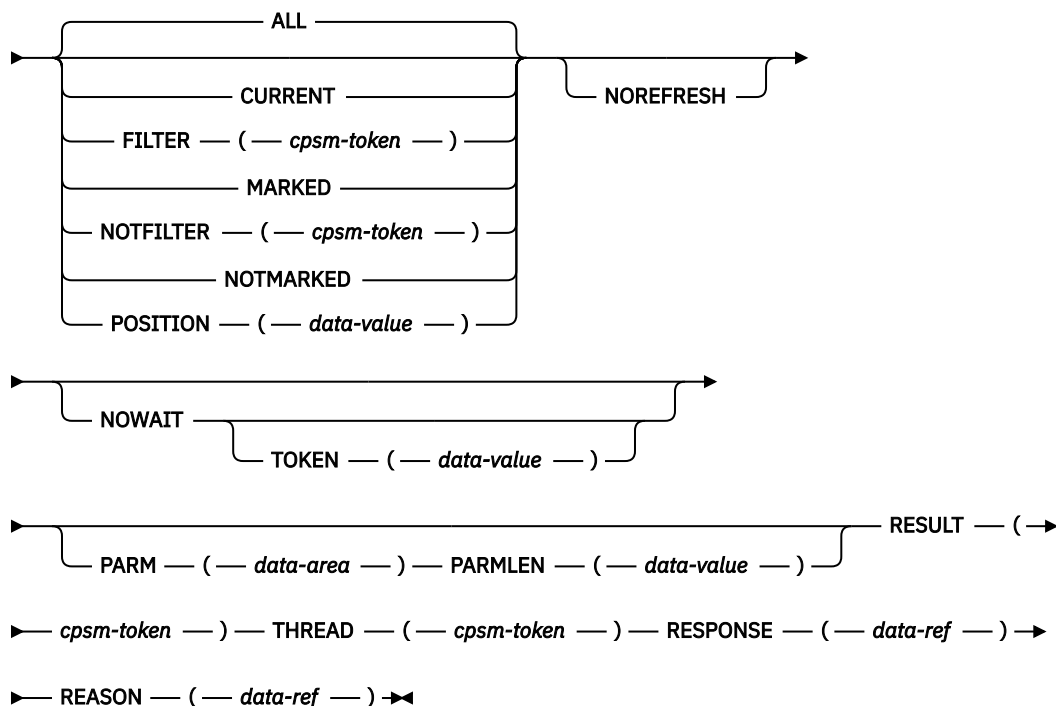 ALL
CURRENT
NOREFRESH
FILTER ( cpsm-token )
MARKED
NOTFILTER ( cpsm-token )
NOTMARKED
POSITION ( data-value )
NOWAIT
TOKEN ( data-value )
RESULT (
PARM ( data-area ) PARMLEN ( data-value )
cpsm-token ) THREAD ( cpsm-token ) RESPONSE ( data-ref )
REASON ( data-ref )